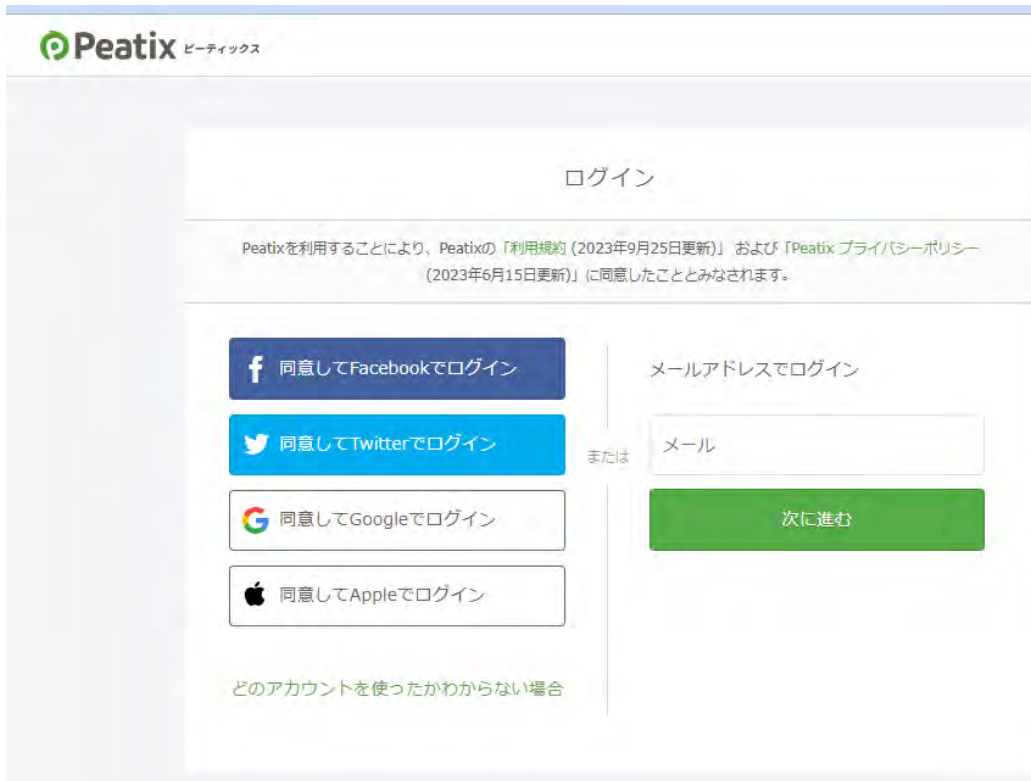 Peatix ピーティックス
ログイン
Peatixを利用することにより、Peatixの「利用規約 (2023年9月25日更新)」 および「Peatix プライバシーポリシー
(2023年6月15日更新)」に同意したこととみなされます。
同意してFacebookでログイン
同意してTwitterでログイン
同意してGoogleでログイン
同意してAppleでログイン
どのアカウントを使ったかわからない場合
または
メールアドレスでログイン
メール
次に進む